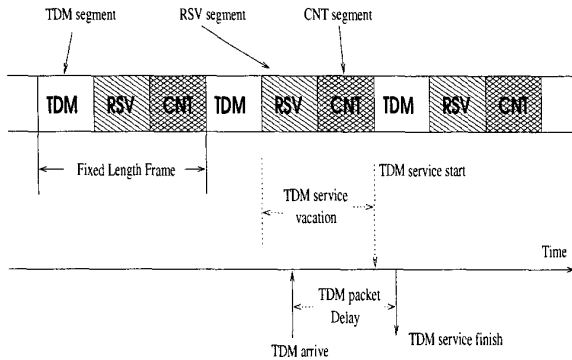 TDM segment
RSV segment
CNT segment
TDM RSV CNT TDM RSV CNT TDM RSV CNT
Fixed Length Frame
TDM service start
TDM service
vacation
Time
TDM packet
Delay
TDM arrive
TDM service finish